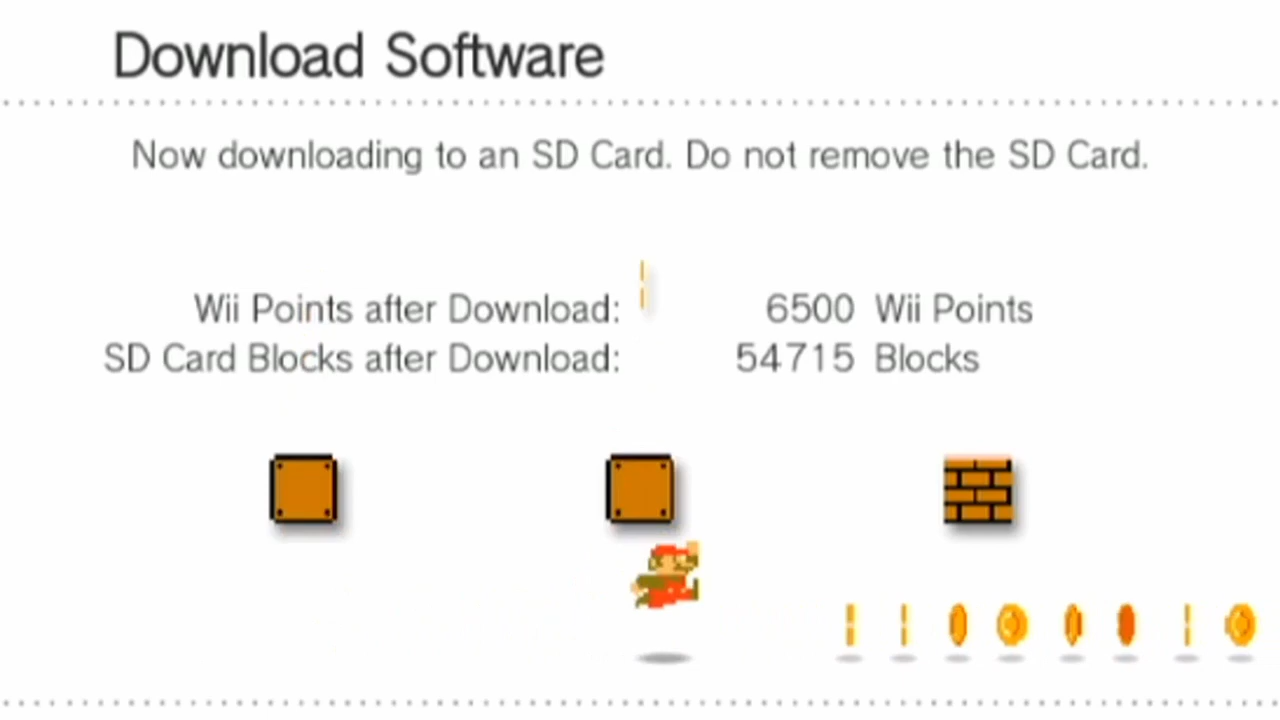 Download Software
Now downloading to an SD Card. Do not remove the SD Card.
Wii Points after Download: 6500 Wii Points
SD Card Blocks after Download: 54715 Blocks